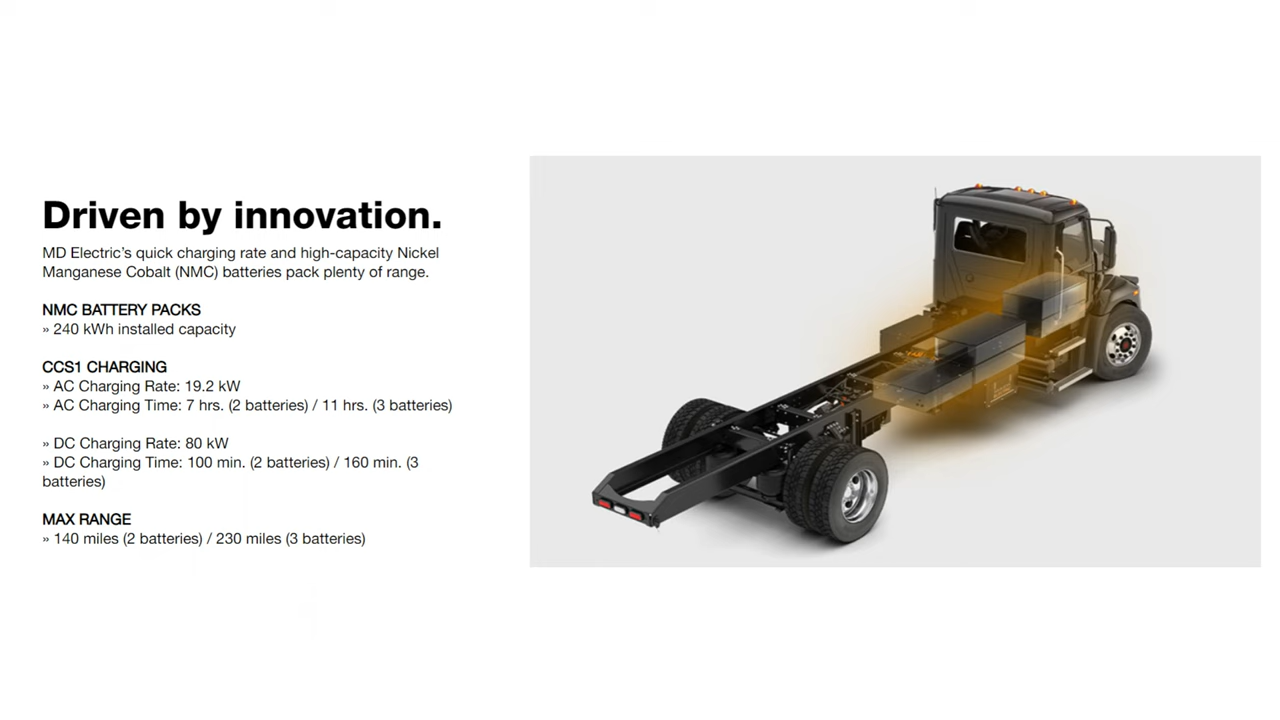 Driven by innovation.
MD Electric's quick charging rate and high-capacity Nickel
Manganese Cobalt (NMC) batteries pack plenty of range.
NMC BATTERY PACKS
» 240 kWh installed capacity
CCS1 CHARGING
» AC Charging Rate: 19.2 kW
» AC Charging Time: 7 hrs. (2 batteries) / 11 hrs. (3 batteries)
» DC Charging Rate: 80 kW
» DC Charging Time: 100 min. (2 batteries) / 160 min. (3
batteries)
MAX RANGE
» 140 miles (2 batteries) / 230 miles (3 batteries)